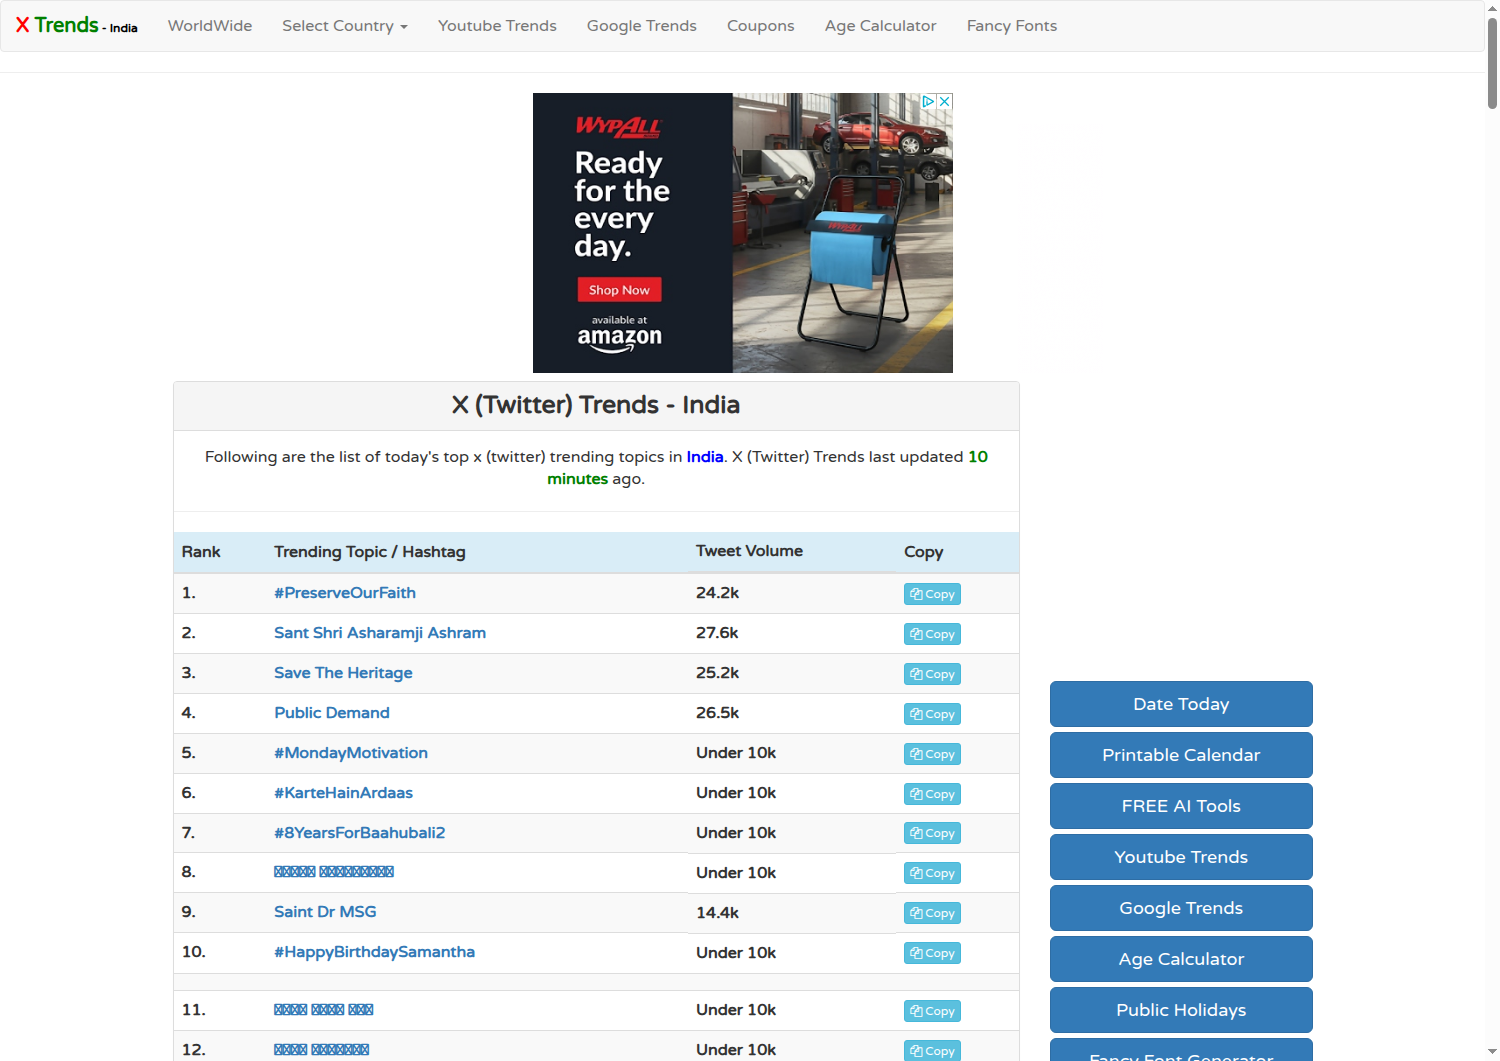 X Trends - India WorldWide Select Country Youtube Trends Google Trends Coupons Age Calculator Fancy Fonts
WYPALL
Ready
for the
every
day.
Shop Now
available at
amazon
WYPALL
X (Twitter) Trends - India
Following are the list of today's top x (twitter) trending topics in India. X (Twitter) Trends last updated 10
minutes ago.
Rank Trending Topic / Hashtag Tweet Volume Copy
1. #PreserveOurFaith 24.2k Copy
2. Sant Shri Asharamji Ashram 27.6k Copy
3. Save The Heritage 25.2k Copy
4. Public Demand 26.5k Copy
5. #MondayMotivation Under 10k Copy
6. #KarteHainArdaas Under 10k Copy
7. #8YearsForBaahubali2 Under 10k Copy
8. Under 10k Copy
9. Saint Dr MSG 14.4k Copy
10. #HappyBirthdaySamantha Under 10k Copy
11. Under 10k Copy
12. Under 10k Copy
Date Today
Printable Calendar
FREE AI Tools
Youtube Trends
Google Trends
Age Calculator
Public Holidays
Fancy Font Generator